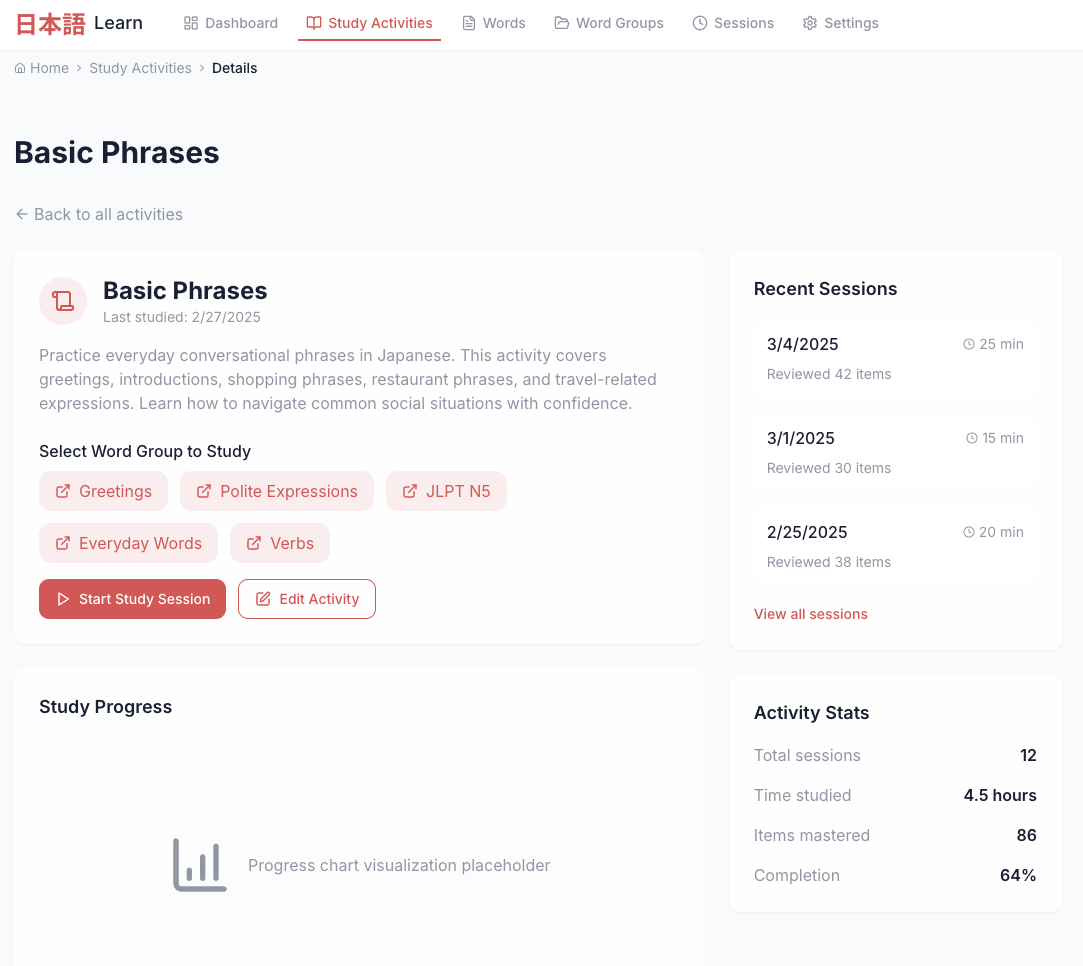 日本語 Learn
Dashboard
Study Activities
Words
Word Groups
Sessions
Settings
Home > Study Activities > Details
Basic Phrases
← Back to all activities
Basic Phrases
Last studied: 2/27/2025
Practice everyday conversational phrases in Japanese. This activity covers
greetings, introductions, shopping phrases, restaurant phrases, and travel-related
expressions. Learn how to navigate common social situations with confidence.
Select Word Group to Study
Greetings
Polite Expressions
JLPT N5
Everyday Words
Verbs
Start Study Session
Edit Activity
Study Progress
Progress chart visualization placeholder
Recent Sessions
3/4/2025 25 min
Reviewed 42 items
3/1/2025 15 min
Reviewed 30 items
2/25/2025 20 min
Reviewed 38 items
View all sessions
Activity Stats
Total sessions 12
Time studied 4.5 hours
Items mastered 86
Completion 64%